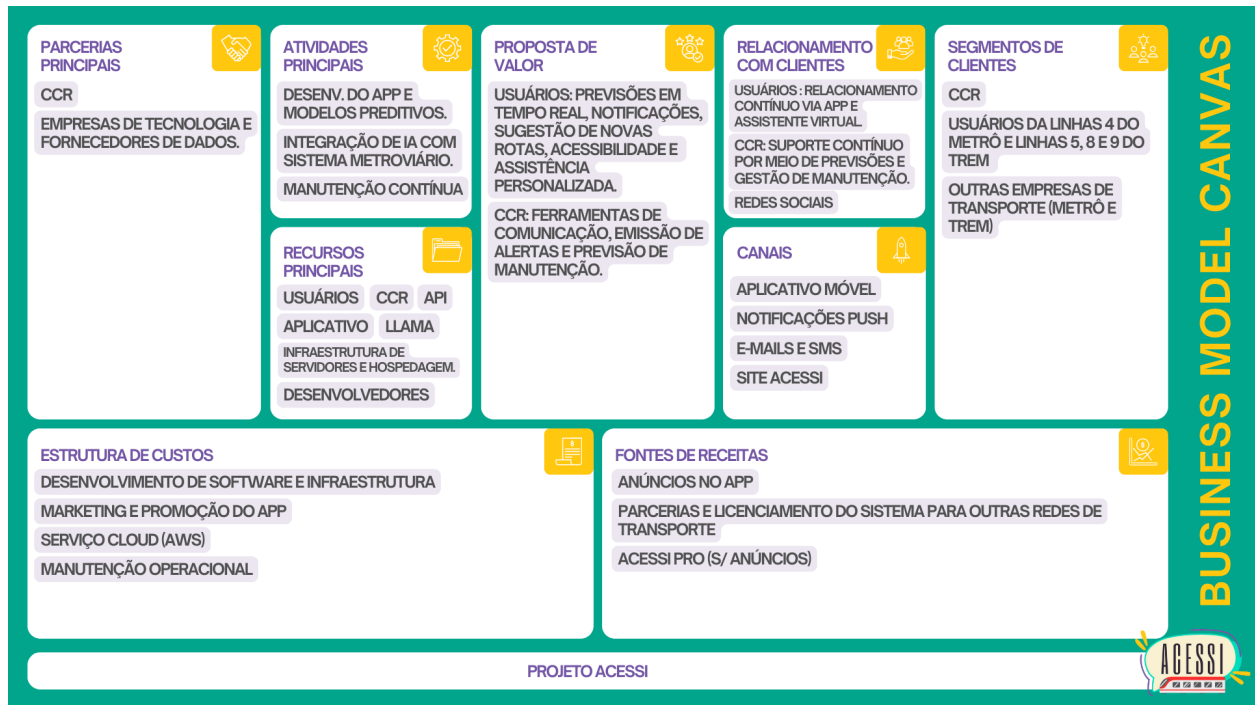 PARCERIAS
PRINCIPAIS
CCR
EMPRESAS DE TECNOLOGIA E
FORNECEDORES DE DADOS.
ATIVIDADES
PRINCIPAIS
DESENV. DO APP E
MODELOS PREDITIVOS.
INTEGRAÇÃO DE IA COM
SISTEMA METROVIÁRIO.
MANUTENÇÃO CONTÍNUA
RECURSOS
PRINCIPAIS
USUÁRIOS CCR API
APLICATIVO LLAMA
INFRAESTRUTURA DE
SERVIDORES E HOSPEDAGEM.
DESENVOLVEDORES
PROPOSTA DE
VALOR
USUÁRIOS: PREVISÕES EM
TEMPO REAL, NOTIFICAÇÕES,
SUGESTÃO DE NOVAS
ROTAS, ACESSIBILIDADE E
ASSISTÊNCIA
PERSONALIZADA.
CCR: FERRAMENTAS DE
COMUNICAÇÃO, EMISSÃO DE
ALERTAS E PREVISÃO DE
MANUTENÇÃO.
RELACIONAMENTO
COM CLIENTES
USUÁRIOS : RELACIONAMENTO
CONTÍNUO VIA APP E
ASSISTENTE VIRTUAL
CCR: SUPORTE CONTÍNUO
POR MEIO DE PREVISÕES E
GESTÃO DE MANUTENÇÃO.
REDES SOCIAIS
CANAIS
APLICATIVO MÓVEL
NOTIFICAÇÕES PUSH
E-MAILS E SMS
SITE ACESSI
SEGMENTOS DE
CLIENTES
CCR
USUÁRIOS DA LINHAS 4 DO
METRÔ E LINHAS 5, 8 E 9 DO
TREM
OUTRAS EMPRESAS DE
TRANSPORTE (METRÔ E
TREM)
ESTRUTURA DE CUSTOS
DESENVOLVIMENTO DE SOFTWARE E INFRAESTRUTURA
MARKETING E PROMOÇÃO DO APP
SERVIÇO CLOUD (AWS)
MANUTENÇÃO OPERACIONAL
FONTES DE RECEITAS
ANÚNCIOS NO APP
PARCERIAS E LICENCIAMENTO DO SISTEMA PARA OUTRAS REDES DE
TRANSPORTE
ACESSI PRO (S/ ANÚNCIOS)
BUSINESS MODEL CANVAS
PROJETO ACESSI
ACESSI